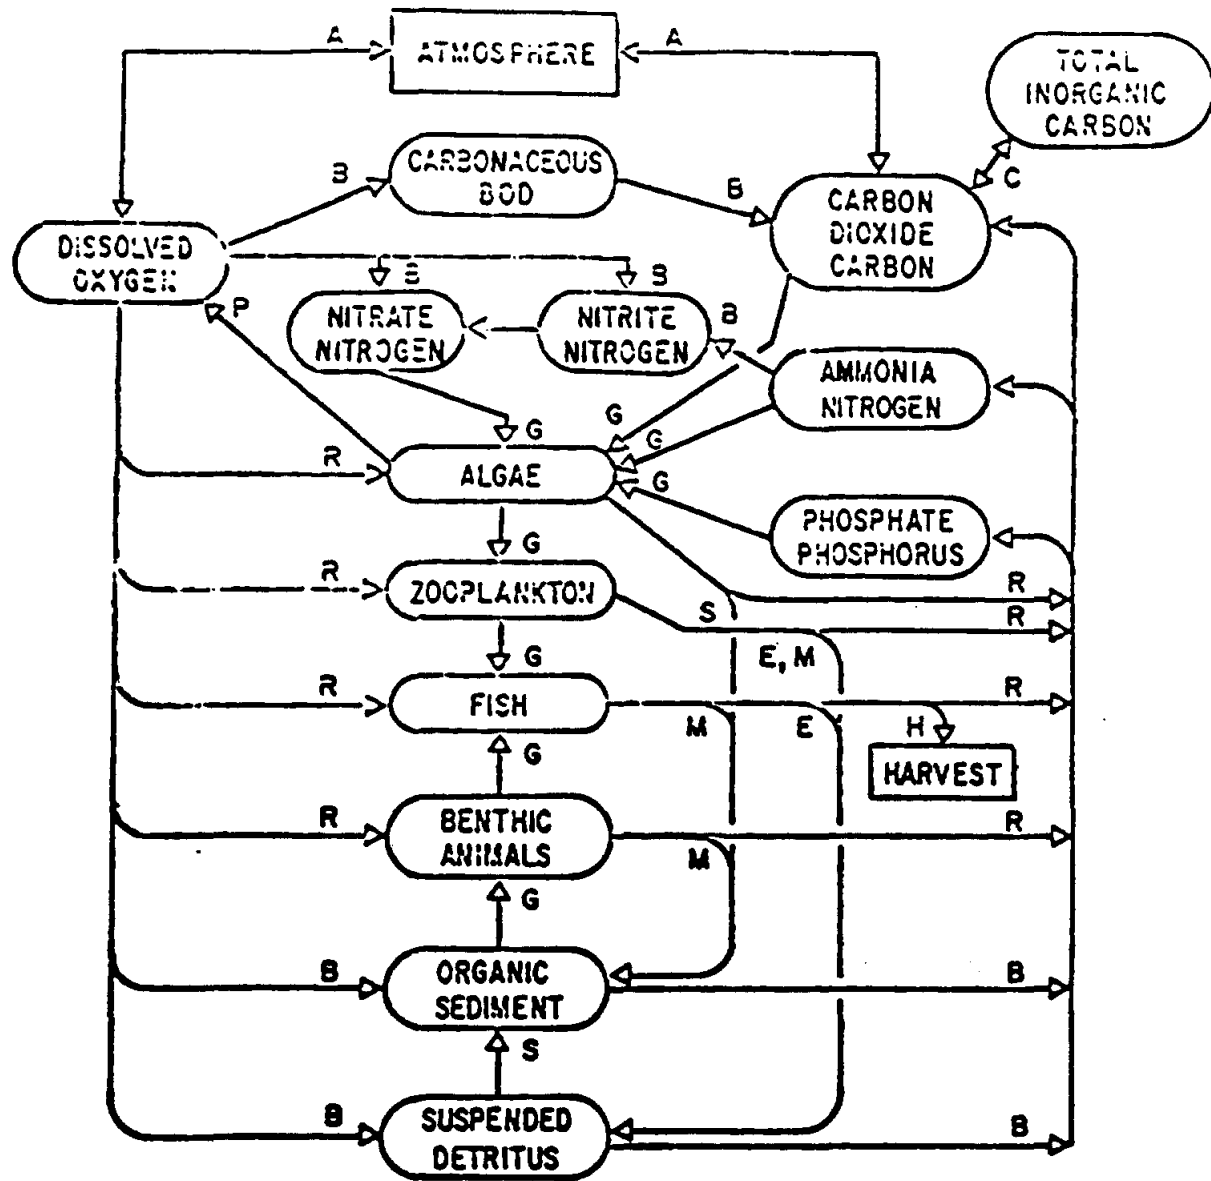 A
ATMOSPHERE
A
TOTAL
INORGANIC
CARBON
C
CARBONACEOUS
BOD
B
B
CARBON
DIOXIDE
CARBON
DISSOLVED
OXYGEN
P
B
B
NITRATE
NITROGEN
NITRITE
NITROGEN
B
AMMONIA
NITROGEN
G
G
G
R
ALGAE
G
PHOSPHATE
PHOSPHORUS
G
R
ZOOPLANKTON
S
R
R
E, M
G
R
FISH
R
M
E
H
G
HARVEST
R
BENTHIC
ANIMALS
R
M
G
B
ORGANIC
SEDIMENT
B
S
B
SUSPENDED
DETRITUS
B